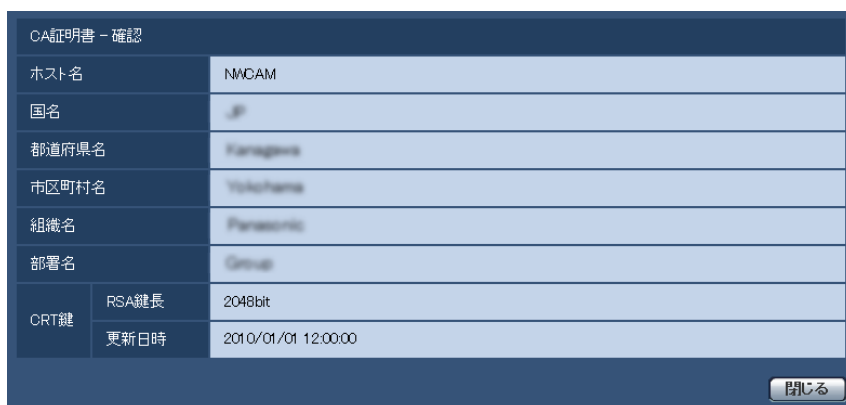 CA証明書 - 確認
ホスト名 NWCAM
国名 JP
都道府県名 Kanagawa
市区町村名 Yokohama
組織名 Panasonic
部署名 Group
CRT鍵
RSA鍵長 2048bit
更新日時 2010/01/01 12:00:00
閉じる